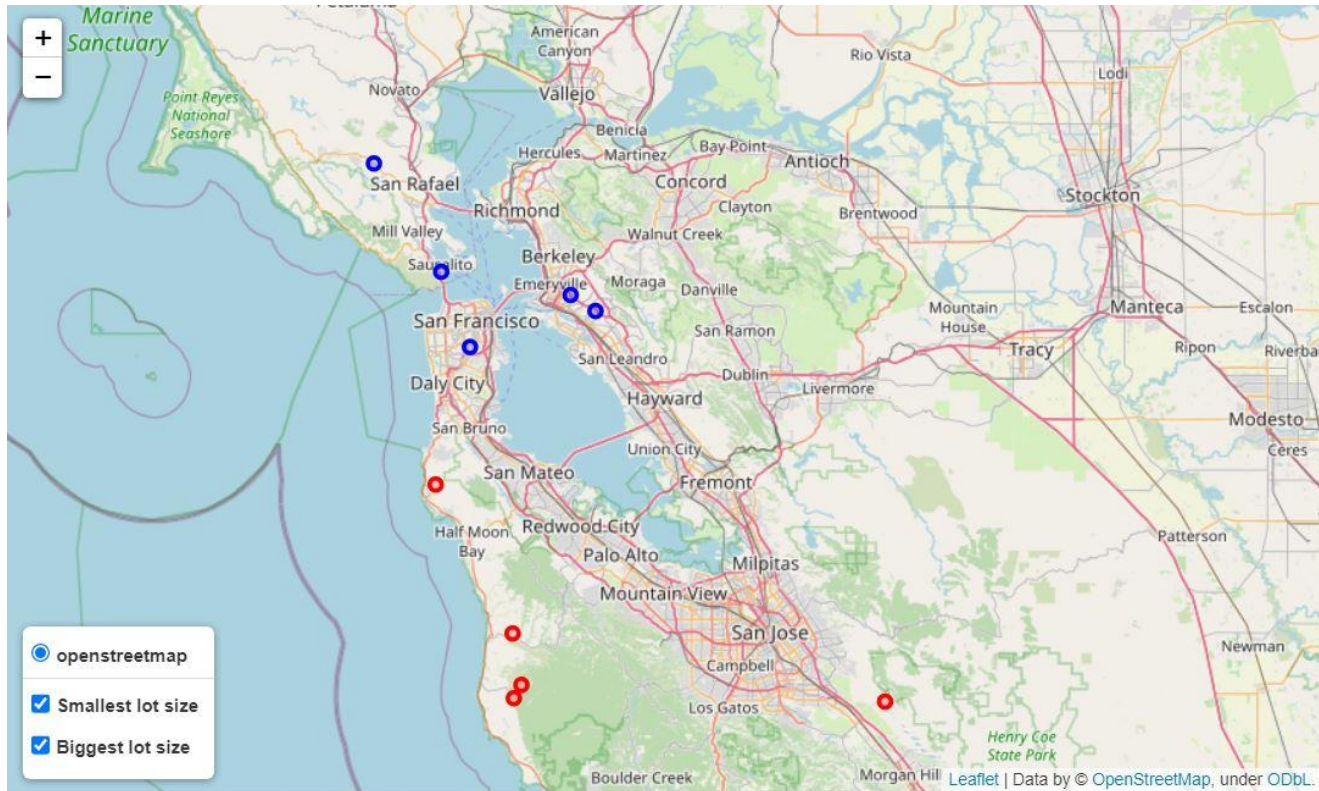 Petaluma
+
−
Marine
Sanctuary
American
Canyon
Rio Vista
Lodi
Point Reyes
National
Seashore
Novato
Vallejo
Benicia
Hercules
Martinez
Bay Point
Antioch
San Rafael
Concord
Stockton
Richmond
Clayton
Brentwood
Mill Valley
Walnut Creek
Berkeley
Sausalito
Emeryville
Moraga
Danville
Mountain
House
Manteca
Escalon
San Francisco
San Ramon
San Leandro
Tracy
Ripon
Riverba
Daly City
Dublin
Livermore
Hayward
Modesto
San Bruno
Ceres
Union City
San Mateo
Fremont
Half Moon
Bay
Redwood City
Palo Alto
Patterson
Milpitas
Mountain View
San Jose
Newman
openstreetmap
Campbell
Smallest lot size
Los Gatos
Biggest lot size
Henry Coe
State Park
Boulder Creek
Morgan Hil
Leaflet | Data by © OpenStreetMap, under ODbL.